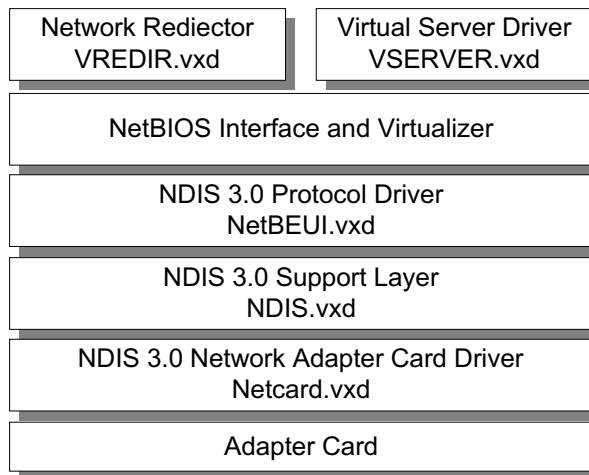 Network Rediector
VREDIR.vxd
Virtual Server Driver
VSERVER.vxd
NetBIOS Interface and Virtualizer
NDIS 3.0 Protocol Driver
NetBEUI.vxd
NDIS 3.0 Support Layer
NDIS.vxd
NDIS 3.0 Network Adapter Card Driver
Netcard.vxd
Adapter Card